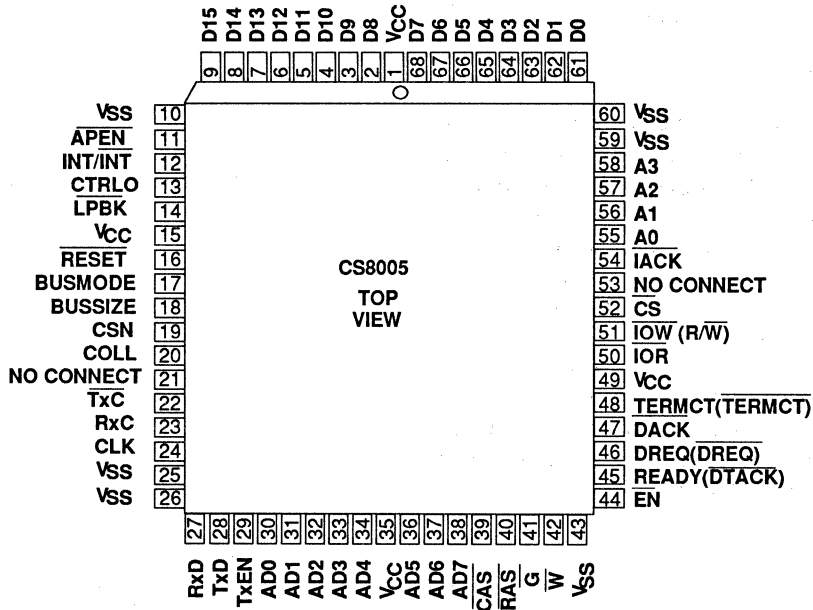 D15 D14 D13 D12 D11 D10 D9 D8 VCC D7 D6 D5 D4 D3 D2 D1 D0
9 8 7 6 5 4 3 2 1 68 67 66 65 64 63 62 61
VSS 10
APEN 11
INT/INT 12
CTRLO 13
LPBK 14
VCC 15
RESET 16
BUSMODE 17
BUSSIZE 18
CSN 19
COLL 20
NO CONNECT 21
TxC 22
RxC 23
CLK 24
VSS 25
VSS 26
CS8005
TOP
VIEW
60 VSS
59 VSS
58 A3
57 A2
56 A1
55 A0
54 IACK
53 NO CONNECT
52 CS
51 IOW (R/W)
50 IOR
49 VCC
48 TERMCT(TERMCT)
47 DACK
46 DREQ(DREQ)
45 READY(DTACK)
44 EN
27 28 29 30 31 32 33 34 35 36 37 38 39 40 41 42 43
RxD TxD TxEN AD0 AD1 AD2 AD3 AD4 VCC AD5 AD6 AD7 CAS RAS G W VSS